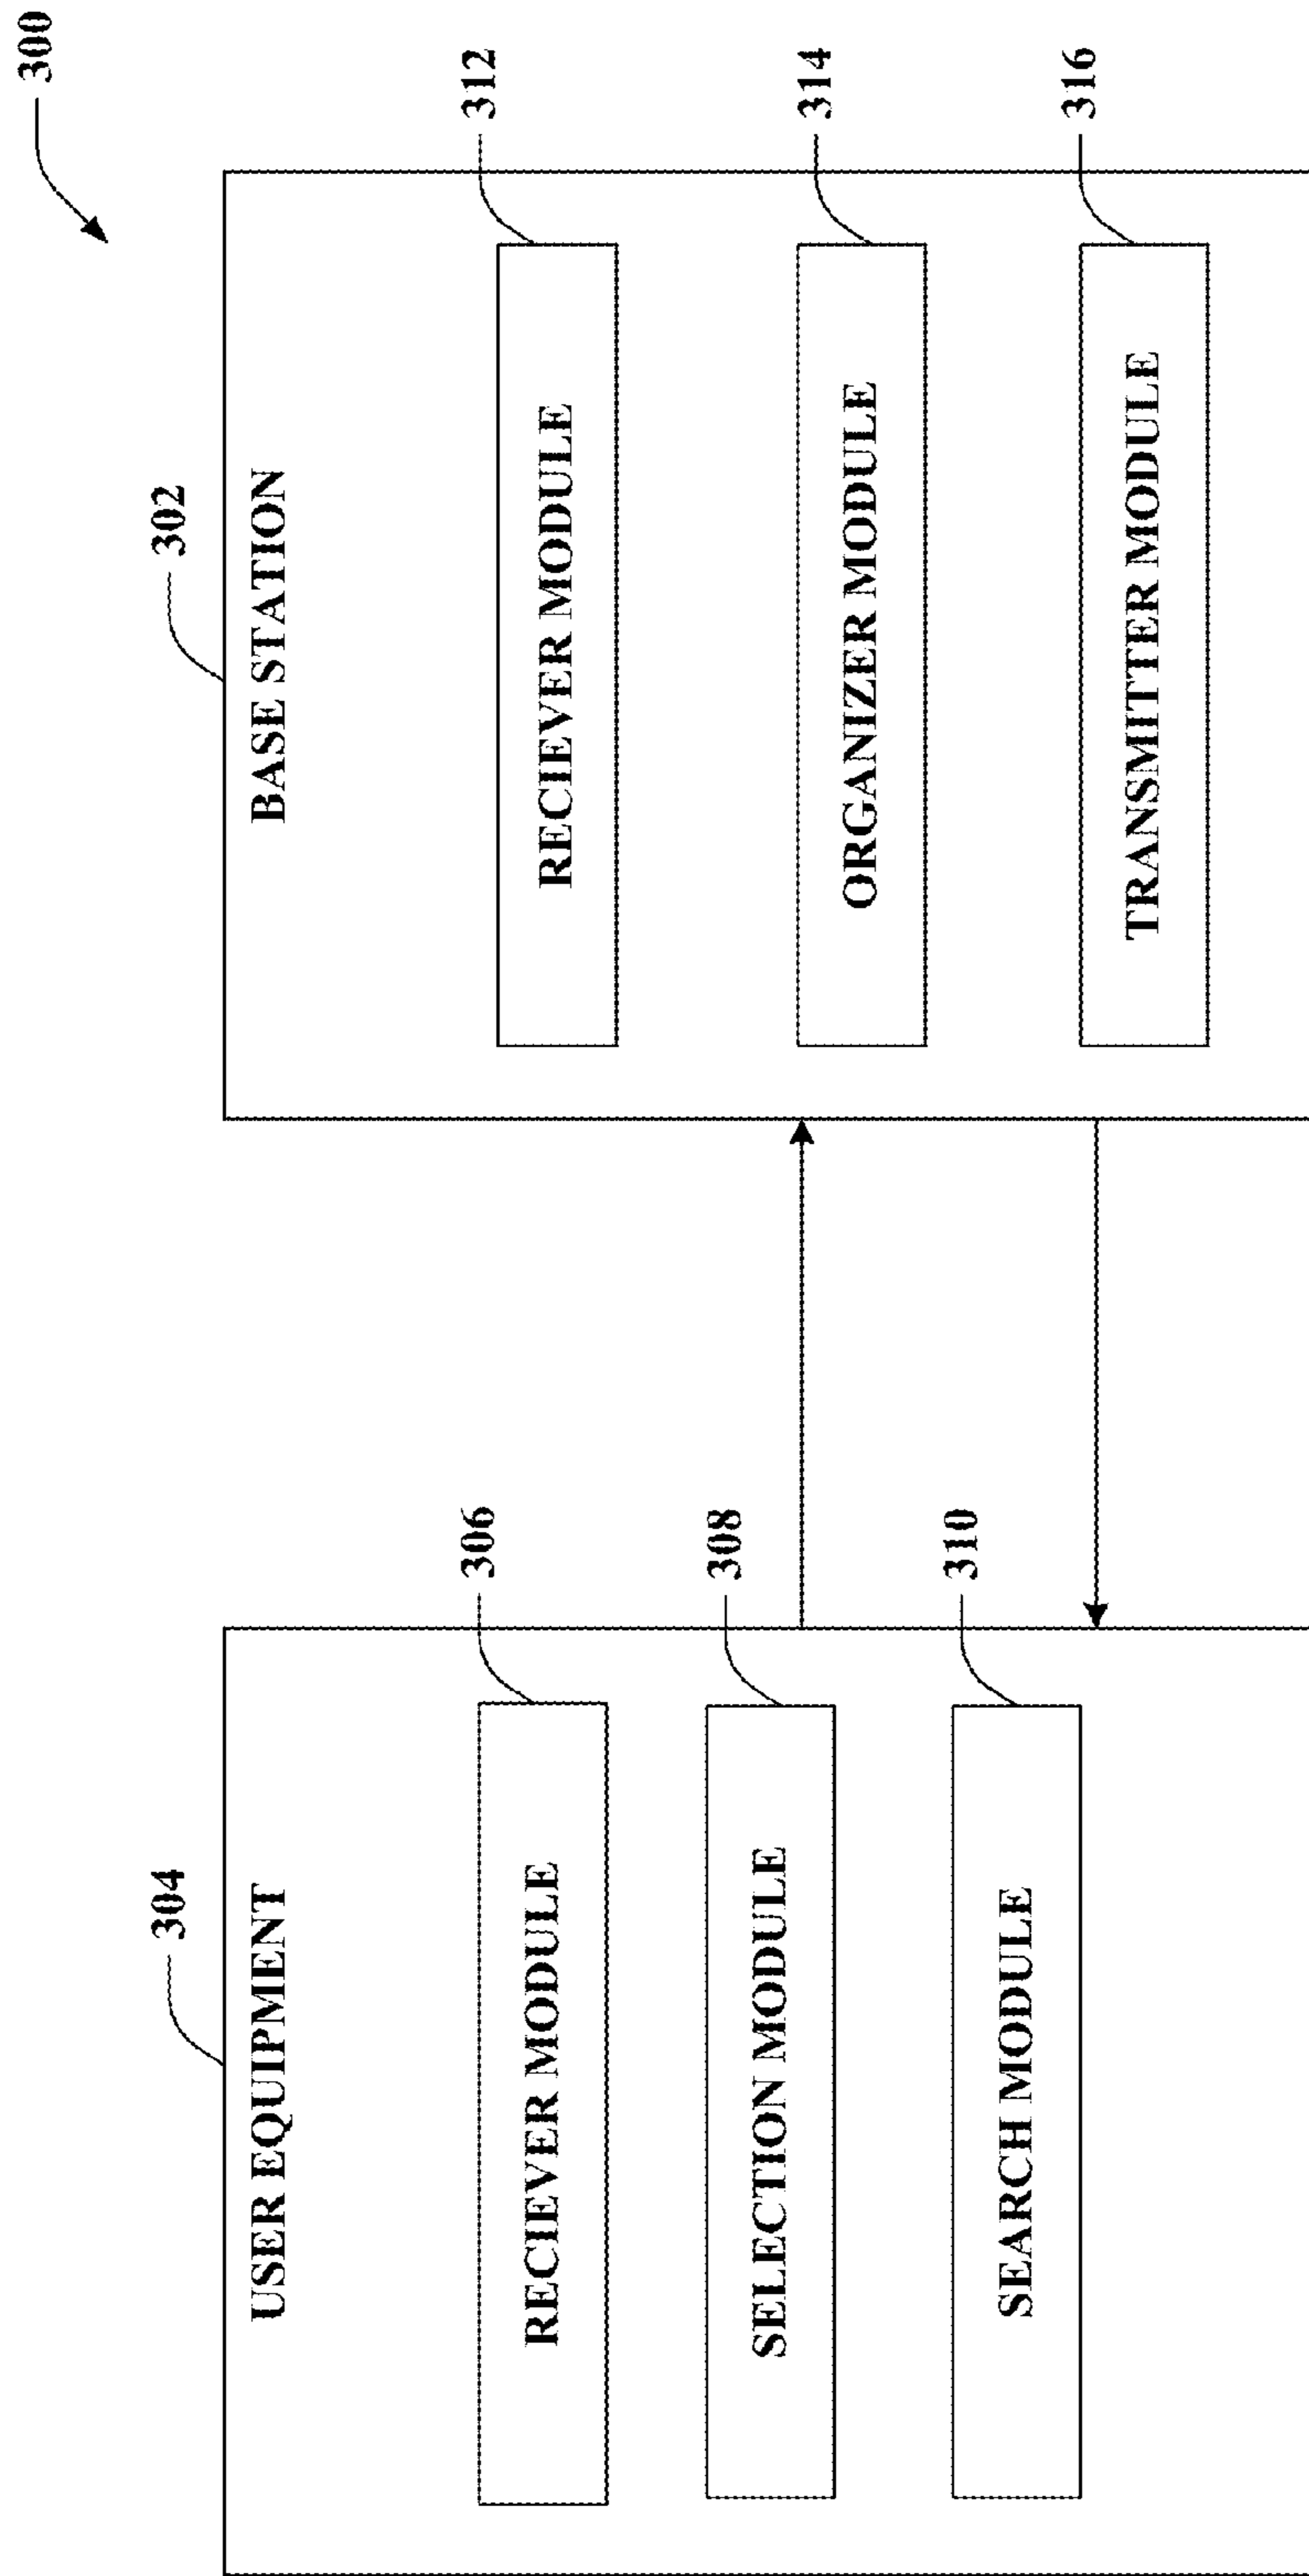 300
304
USER EQUIPMENT
306
RECIEVER MODULE
308
SELECTION MODULE
310
SEARCH MODULE
302
BASE STATION
312
RECIEVER MODULE
314
ORGANIZER MODULE
316
TRANSMITTER MODULE